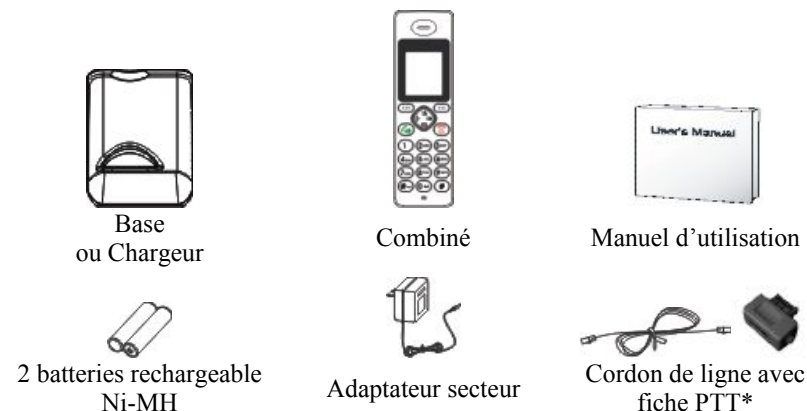 User's Manual
Base
ou Chargeur
Combiné
Manuel d'utilisation
2 batteries rechargeable
Ni-MH
Adaptateur secteur
Cordon de ligne avec
fiche PTT*